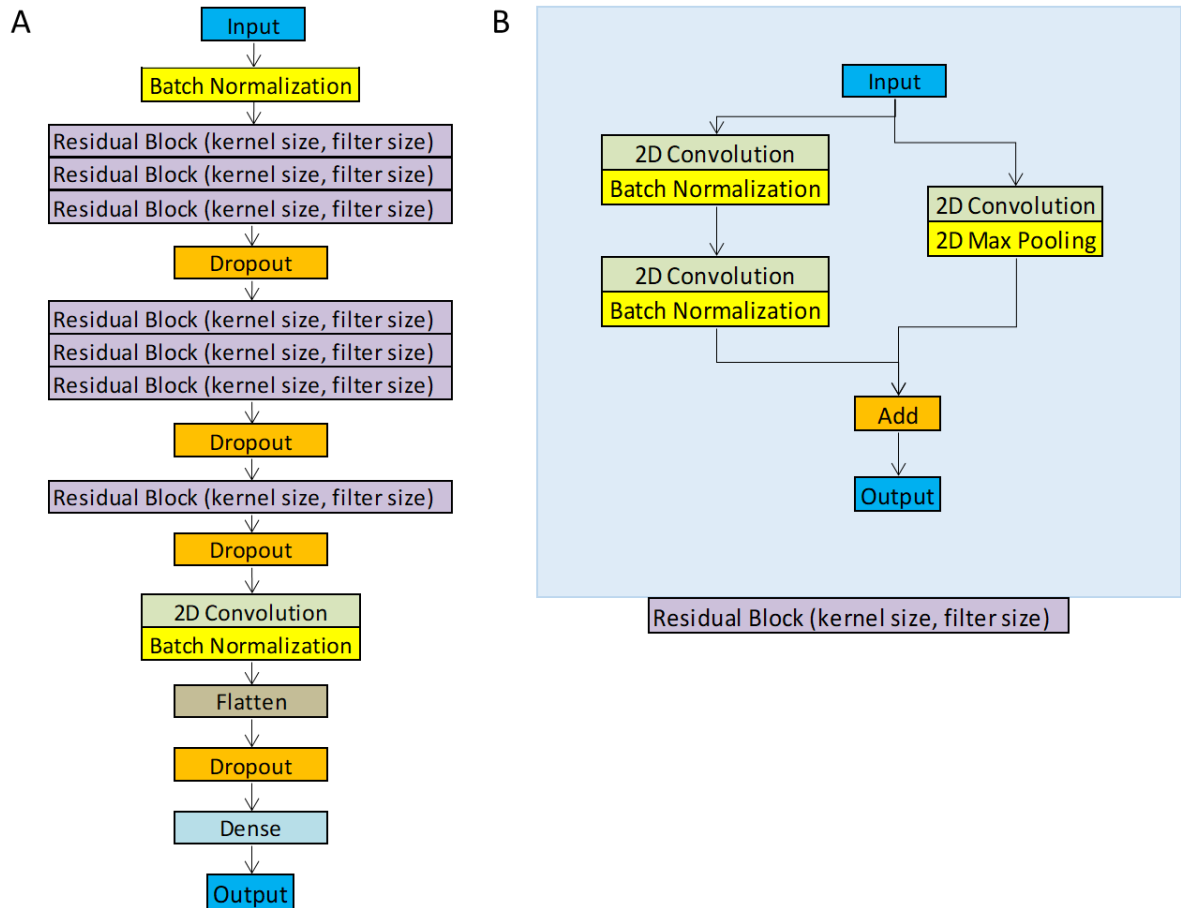 A
Input
Batch Normalization
Residual Block (kernel size, filter size)
Residual Block (kernel size, filter size)
Residual Block (kernel size, filter size)
Dropout
Residual Block (kernel size, filter size)
Residual Block (kernel size, filter size)
Residual Block (kernel size, filter size)
Dropout
Residual Block (kernel size, filter size)
Dropout
2D Convolution
Batch Normalization
Flatten
Dropout
Dense
Output
B
Input
2D Convolution
Batch Normalization
2D Convolution
Batch Normalization
2D Convolution
2D Max Pooling
Add
Output
Residual Block (kernel size, filter size)